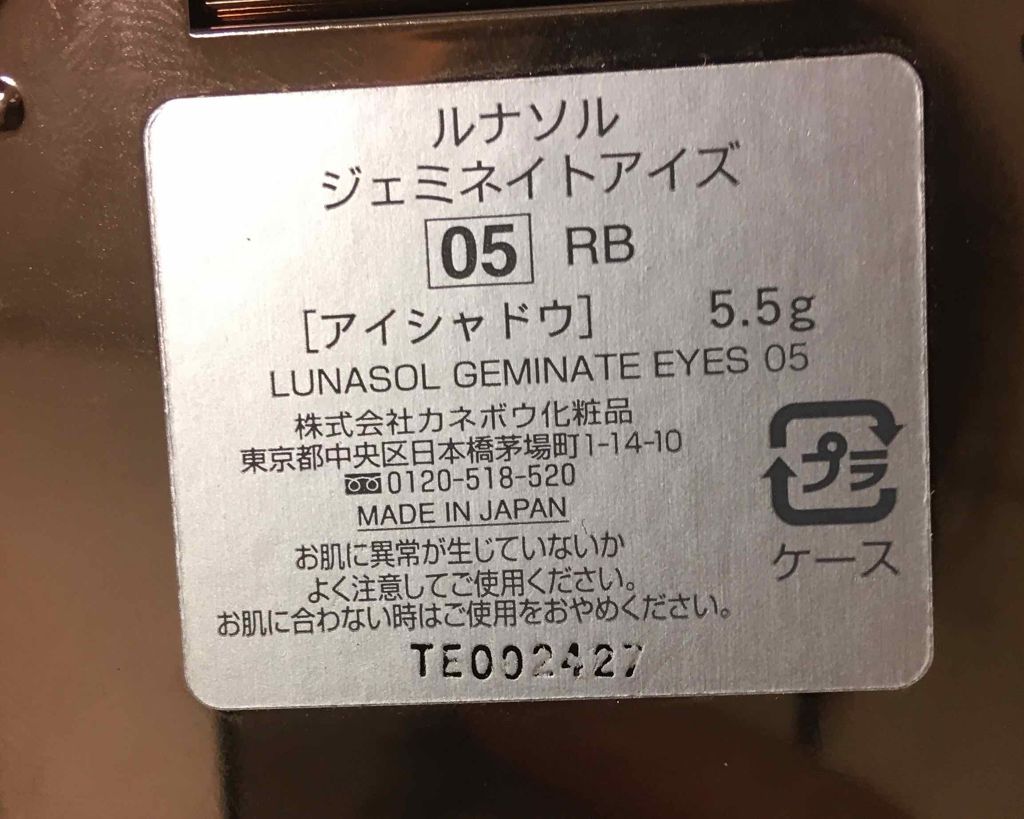 ルナソル
ジェミネイトアイズ
05 RB
[アイシャドウ] 5.5g
LUNASOL GEMINATE EYES 05
株式会社カネボウ化粧品
東京都中央区日本橋茅場町1-14-10
0120-518-520
MADE IN JAPAN
プラ
ケース
お肌に異常が生じていないか
よく注意してご使用ください。
お肌に合わない時はご使用をおやめください。
TE002427